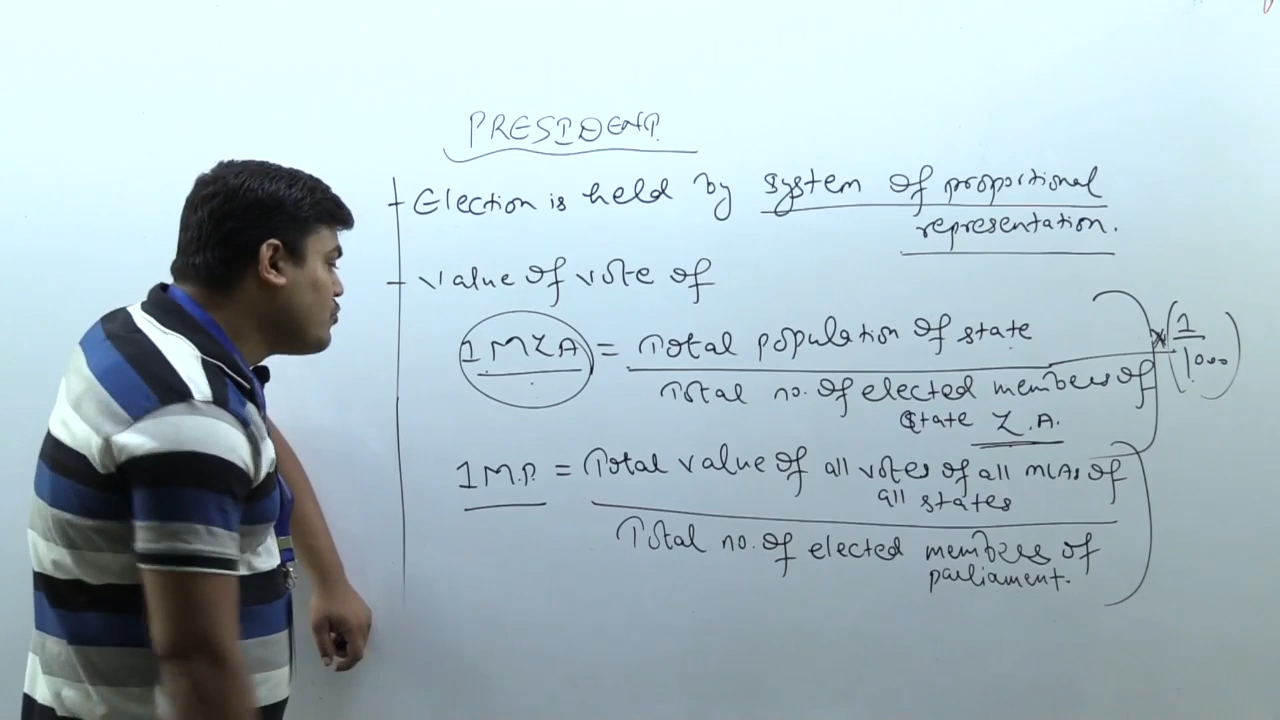 PRESIDENT
Election is held by system of proportional
representation.
value of vote of
1 MLA = Total population of state × (1/1000)
Total no. of elected members of
State L.A.
1 M.P. = Total value of all votes of all MLAs of
all states
Total no. of elected members of
parliament.